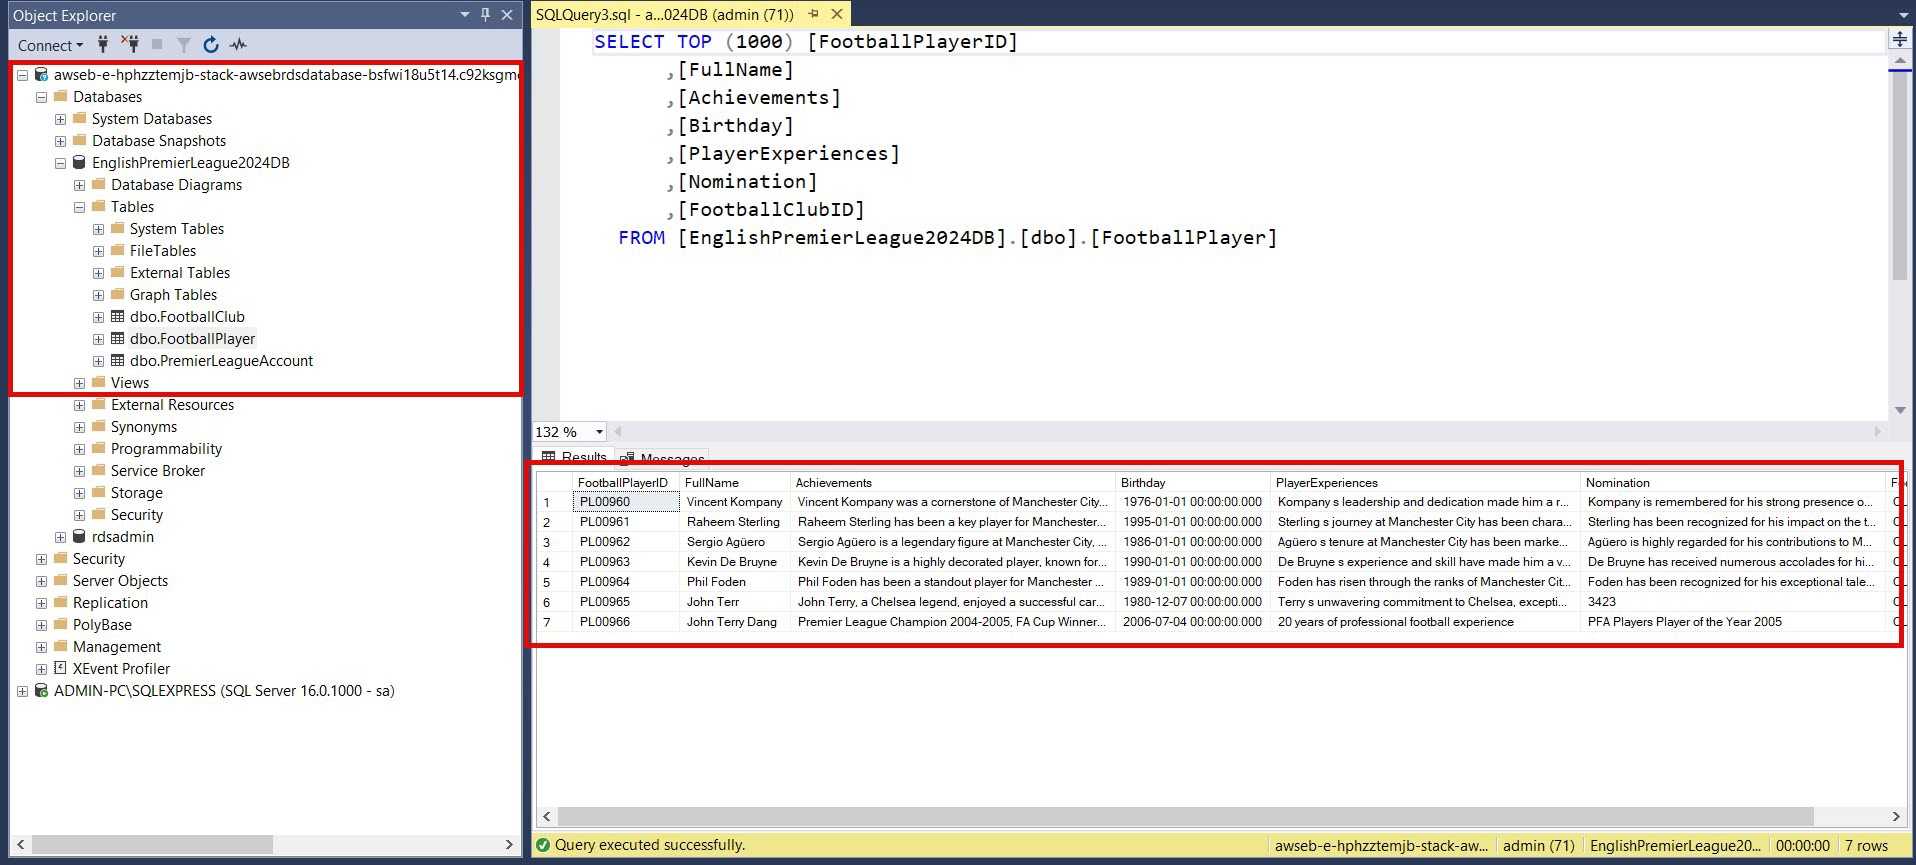 Object Explorer
Connect
awseb-e-hphzztemjb-stack-awsebrdsdatabase-bsfwi18u5t14.c92ksgm
Databases
System Databases
Database Snapshots
EnglishPremierLeague2024DB
Database Diagrams
Tables
System Tables
FileTables
External Tables
Graph Tables
dbo.FootballClub
dbo.FootballPlayer
dbo.PremierLeagueAccount
Views
External Resources
Synonyms
Programmability
Service Broker
Storage
Security
rdsadmin
Security
Server Objects
Replication
PolyBase
Management
XEvent Profiler
ADMIN-PC\SQLEXPRESS (SQL Server 16.0.1000 - sa)
SQLQuery3.sql - a...024DB (admin (71))
SELECT TOP (1000) [FootballPlayerID]
,[FullName]
,[Achievements]
,[Birthday]
,[PlayerExperiences]
,[Nomination]
,[FootballClubID]
FROM [EnglishPremierLeague2024DB].[dbo].[FootballPlayer]
132 %
Results Messages
FootballPlayerID FullName Achievements Birthday PlayerExperiences Nomination
1 PL00960 Vincent Kompany Vincent Kompany was a cornerstone of Manchester City... 1976-01-01 00:00:00.000 Kompany s leadership and dedication made him a r... Kompany is remembered for his strong presence o...
2 PL00961 Raheem Sterling Raheem Sterling has been a key player for Manchester... 1995-01-01 00:00:00.000 Sterling s journey at Manchester City has been chara... Sterling has been recognized for his impact on the t...
3 PL00962 Sergio Agüero Sergio Agüero is a legendary figure at Manchester City, ... 1986-01-01 00:00:00.000 Agüero s tenure at Manchester City has been marke... Agüero is highly regarded for his contributions to M...
4 PL00963 Kevin De Bruyne Kevin De Bruyne is a highly decorated player, known for... 1990-01-01 00:00:00.000 De Bruyne s experience and skill have made him a v... De Bruyne has received numerous accolades for hi...
5 PL00964 Phil Foden Phil Foden has been a standout player for Manchester ... 1989-01-01 00:00:00.000 Foden has risen through the ranks of Manchester Cit... Foden has been recognized for his exceptional tale...
6 PL00965 John Terr John Terry, a Chelsea legend, enjoyed a successful car... 1980-12-07 00:00:00.000 Terry s unwavering commitment to Chelsea, excepti... 3423
7 PL00966 John Terry Dang Premier League Champion 2004-2005, FA Cup Winner... 2006-07-04 00:00:00.000 20 years of professional football experience PFA Players Player of the Year 2005
Query executed successfully. awseb-e-hphzztemjb-stack-aw... admin (71) EnglishPremierLeague20... 00:00:00 7 rows